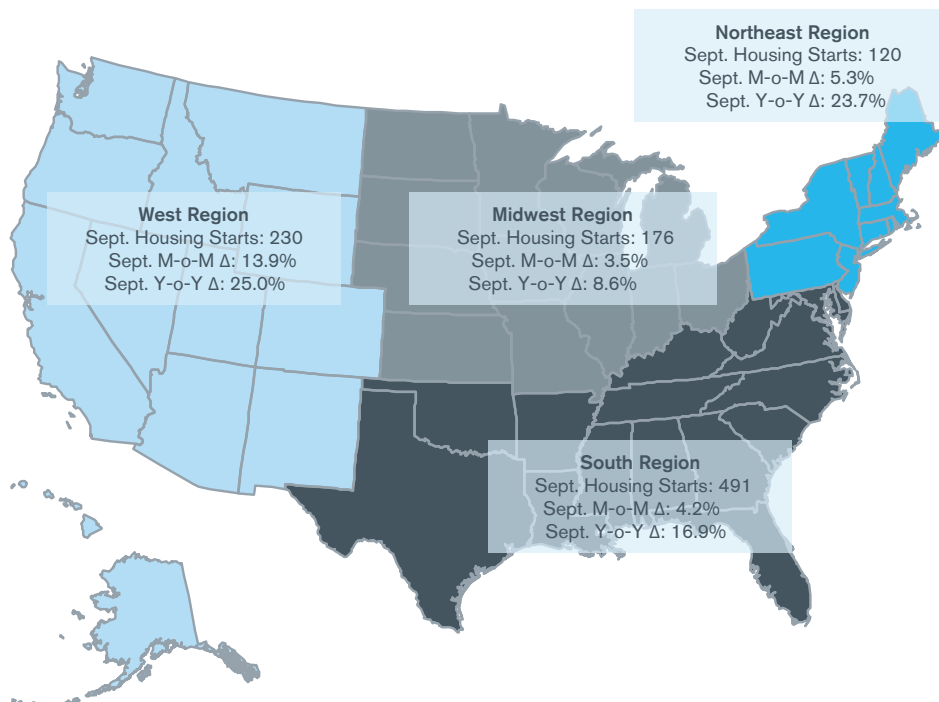 Northeast Region
Sept. Housing Starts: 120
Sept. M-o-M Δ: 5.3%
Sept. Y-o-Y Δ: 23.7%
West Region
Sept. Housing Starts: 230
Sept. M-o-M Δ: 13.9%
Sept. Y-o-Y Δ: 25.0%
Midwest Region
Sept. Housing Starts: 176
Sept. M-o-M Δ: 3.5%
Sept. Y-o-Y Δ: 8.6%
South Region
Sept. Housing Starts: 491
Sept. M-o-M Δ: 4.2%
Sept. Y-o-Y Δ: 16.9%